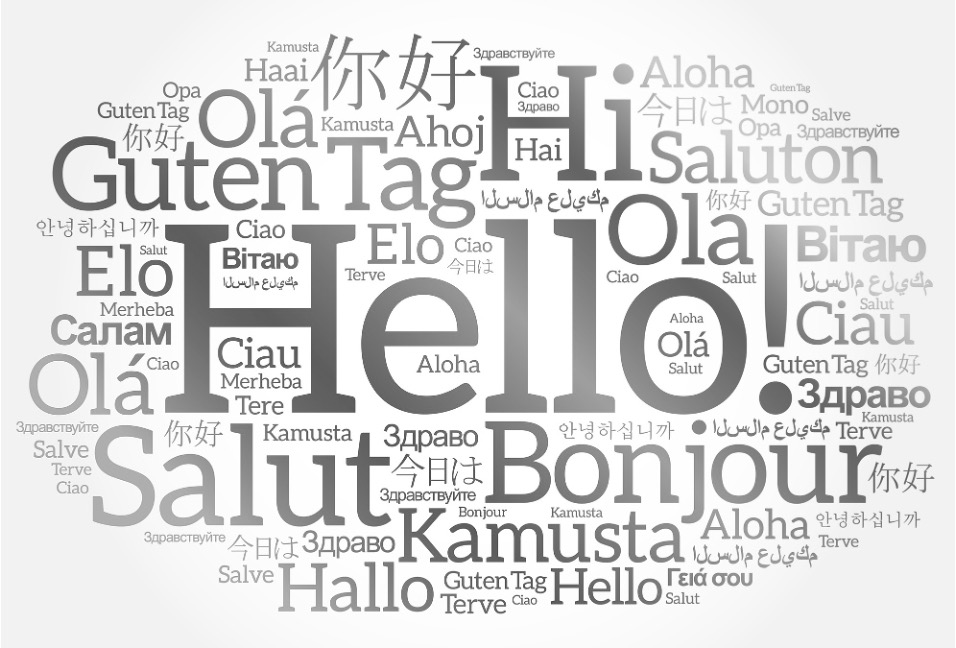 Kamusta
你好
Здравствуйте
Haai
Ciao
Здраво
Hi
Aloha
Opa
Guten Tag
Olá
Kamusta
Ahoj
Hai
今日は
Mono
Guten Tag
Salve
Opa
Здравствуйте
你好
Guten Tag
Saluton
السلام عليكم
Ola
你好
Guten Tag
안녕하십니까
Ciao
Elo
Ciao
Вітаю
Elo
Salut
Вітаю
Terve
今日は
Ciao
Salut
السلام عليكم
السلام عليكم
Hello!
Merheba
Салам
Salut
Ciau
Aloha
Olá
Salut
Olá
Ciao
Ciau
Merheba
Tere
Aloha
Guten Tag
你好
Здраво
Здравствуйте
Salve
Terve
Ciao
Salut
你好
Kamusta
Здраво
今日は
Здравствуйте
Bonjour
안녕하십니까
السلام عليكم
Kamusta
Terve
你好
Bonjour
Kamusta
Kamusta
Aloha
안녕하십니까
Terve
Здравствуйте
今日は
Здраво
السلام عليكم
Salve
Hallo
Guten Tag
Terve
Ciao
Hello
Γειά σου
Salut